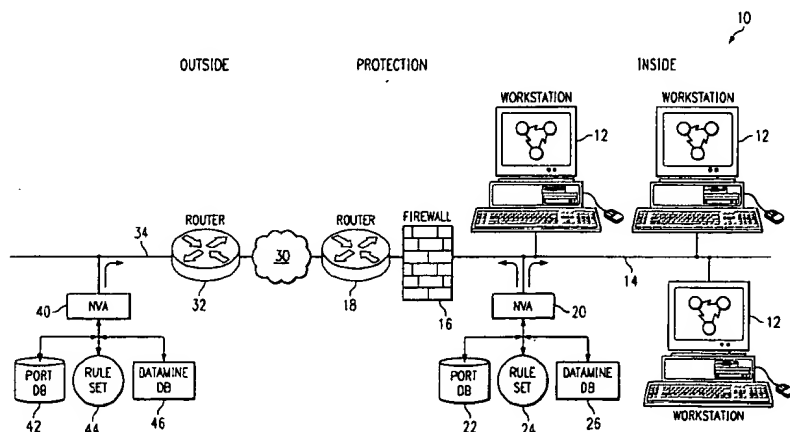 10
OUTSIDE
PROTECTION
INSIDE
WORKSTATION
WORKSTATION
12
12
34
ROUTER
30
ROUTER
FIREWALL
32
18
16
14
40
NVA
NVA
20
12
PORT DB
RULE SET
DATAMINE DB
PORT DB
RULE SET
DATAMINE DB
42
44
46
22
24
26
WORKSTATION